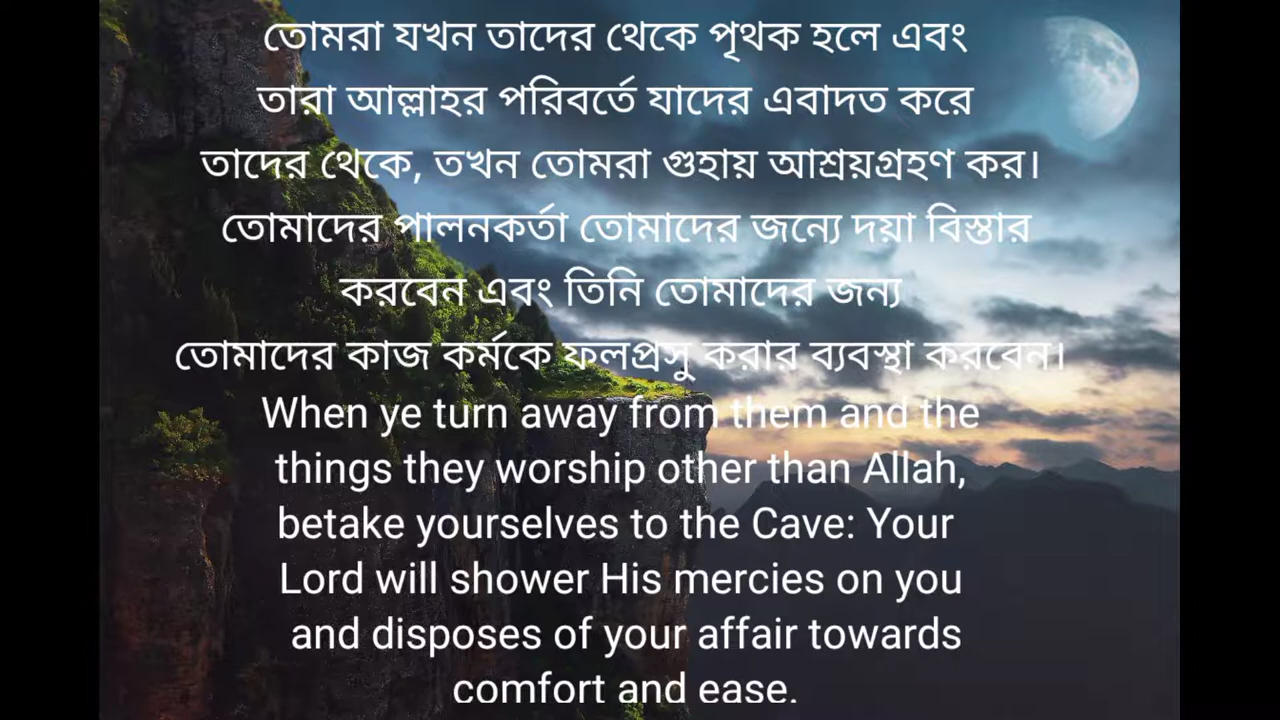 তোমরা যখন তাদের থেকে পৃথক হলে এবং
তারা আল্লাহর পরিবর্তে যাদের এবাদত করে
তাদের থেকে, তখন তোমরা গুহায় আশ্রয়গ্রহণ কর।
তোমাদের পালনকর্তা তোমাদের জন্যে দয়া বিস্তার
করবেন এবং তিনি তোমাদের জন্য
তোমাদের কাজ কর্মকে ফলপ্রসু করার ব্যবস্থা করবেন।
When ye turn away from them and the
things they worship other than Allah,
betake yourselves to the Cave: Your
Lord will shower His mercies on you
and disposes of your affair towards
comfort and ease.